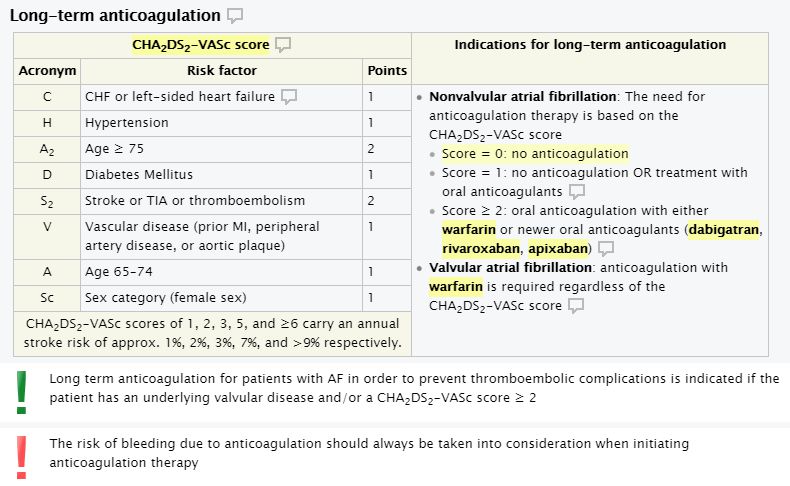 Long-term anticoagulation
CHA₂DS₂-VASc score
Indications for long-term anticoagulation
Acronym Risk factor Points
C CHF or left-sided heart failure 1
H Hypertension 1
A₂ Age ≥ 75 2
D Diabetes Mellitus 1
S₂ Stroke or TIA or thromboembolism 2
V Vascular disease (prior MI, peripheral 1
artery disease, or aortic plaque)
A Age 65-74 1
Sc Sex category (female sex) 1
CHA₂DS₂-VASc scores of 1, 2, 3, 5, and ≥6 carry an annual
stroke risk of approx. 1%, 2%, 3%, 7%, and >9% respectively.
• Nonvalvular atrial fibrillation: The need for
anticoagulation therapy is based on the
CHA₂DS₂-VASc score
• Score = 0: no anticoagulation
• Score = 1: no anticoagulation OR treatment with
oral anticoagulants
• Score ≥ 2: oral anticoagulation with either
warfarin or newer oral anticoagulants (dabigatran,
rivaroxaban, apixaban)
• Valvular atrial fibrillation: anticoagulation with
warfarin is required regardless of the
CHA₂DS₂-VASc score
Long term anticoagulation for patients with AF in order to prevent thromboembolic complications is indicated if the
patient has an underlying valvular disease and/or a CHA₂DS₂-VASc score ≥ 2
The risk of bleeding due to anticoagulation should always be taken into consideration when initiating
anticoagulation therapy